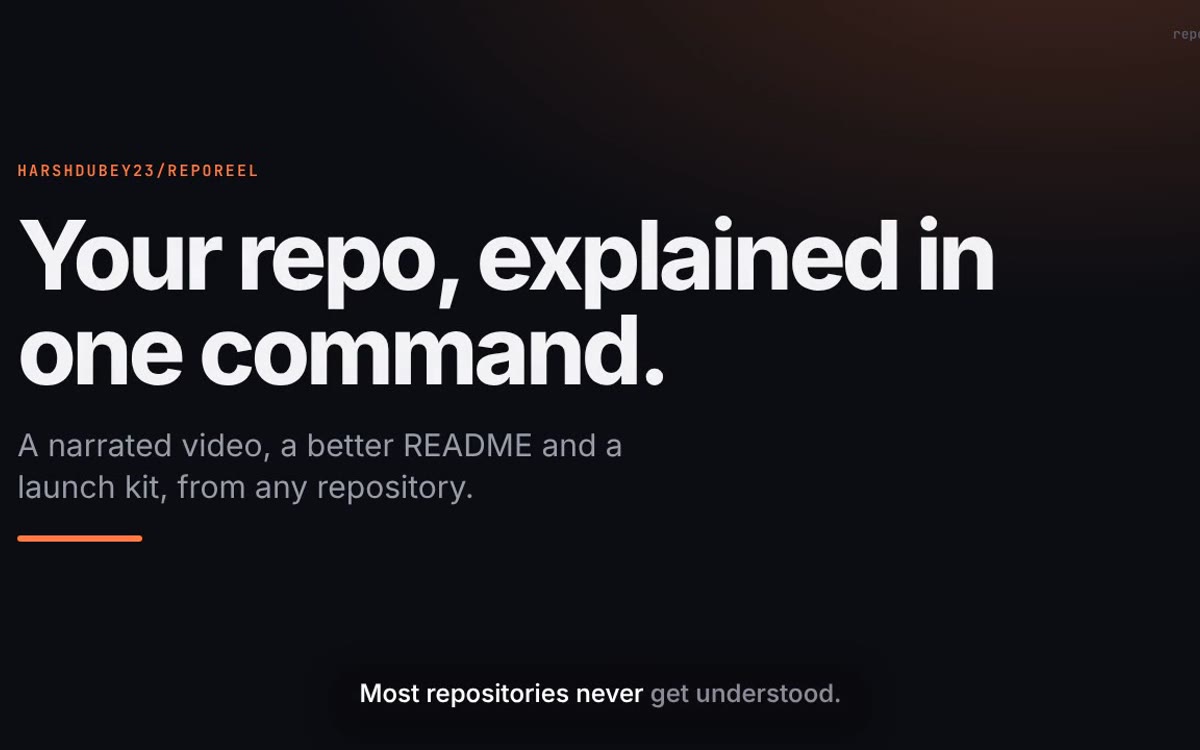 repo
HARSHDUBEY23/REPOREEL
Your repo, explained in
one command.
A narrated video, a better README and a
launch kit, from any repository.
Most repositories never get understood.